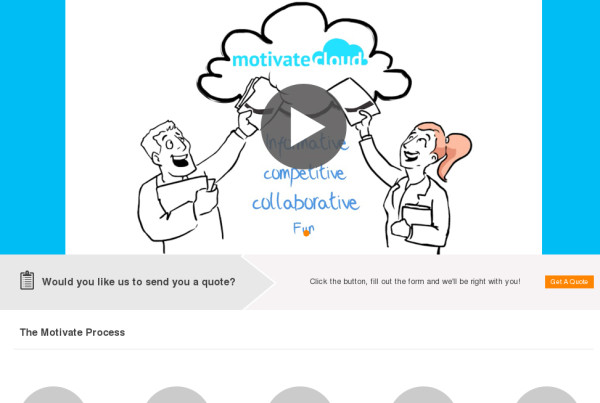 motivatecloud
Informative
competitive
collaborative
Fun
Would you like us to send you a quote?
Click the button, fill out the form and we'll be right with you!
Get A Quote
The Motivate Process